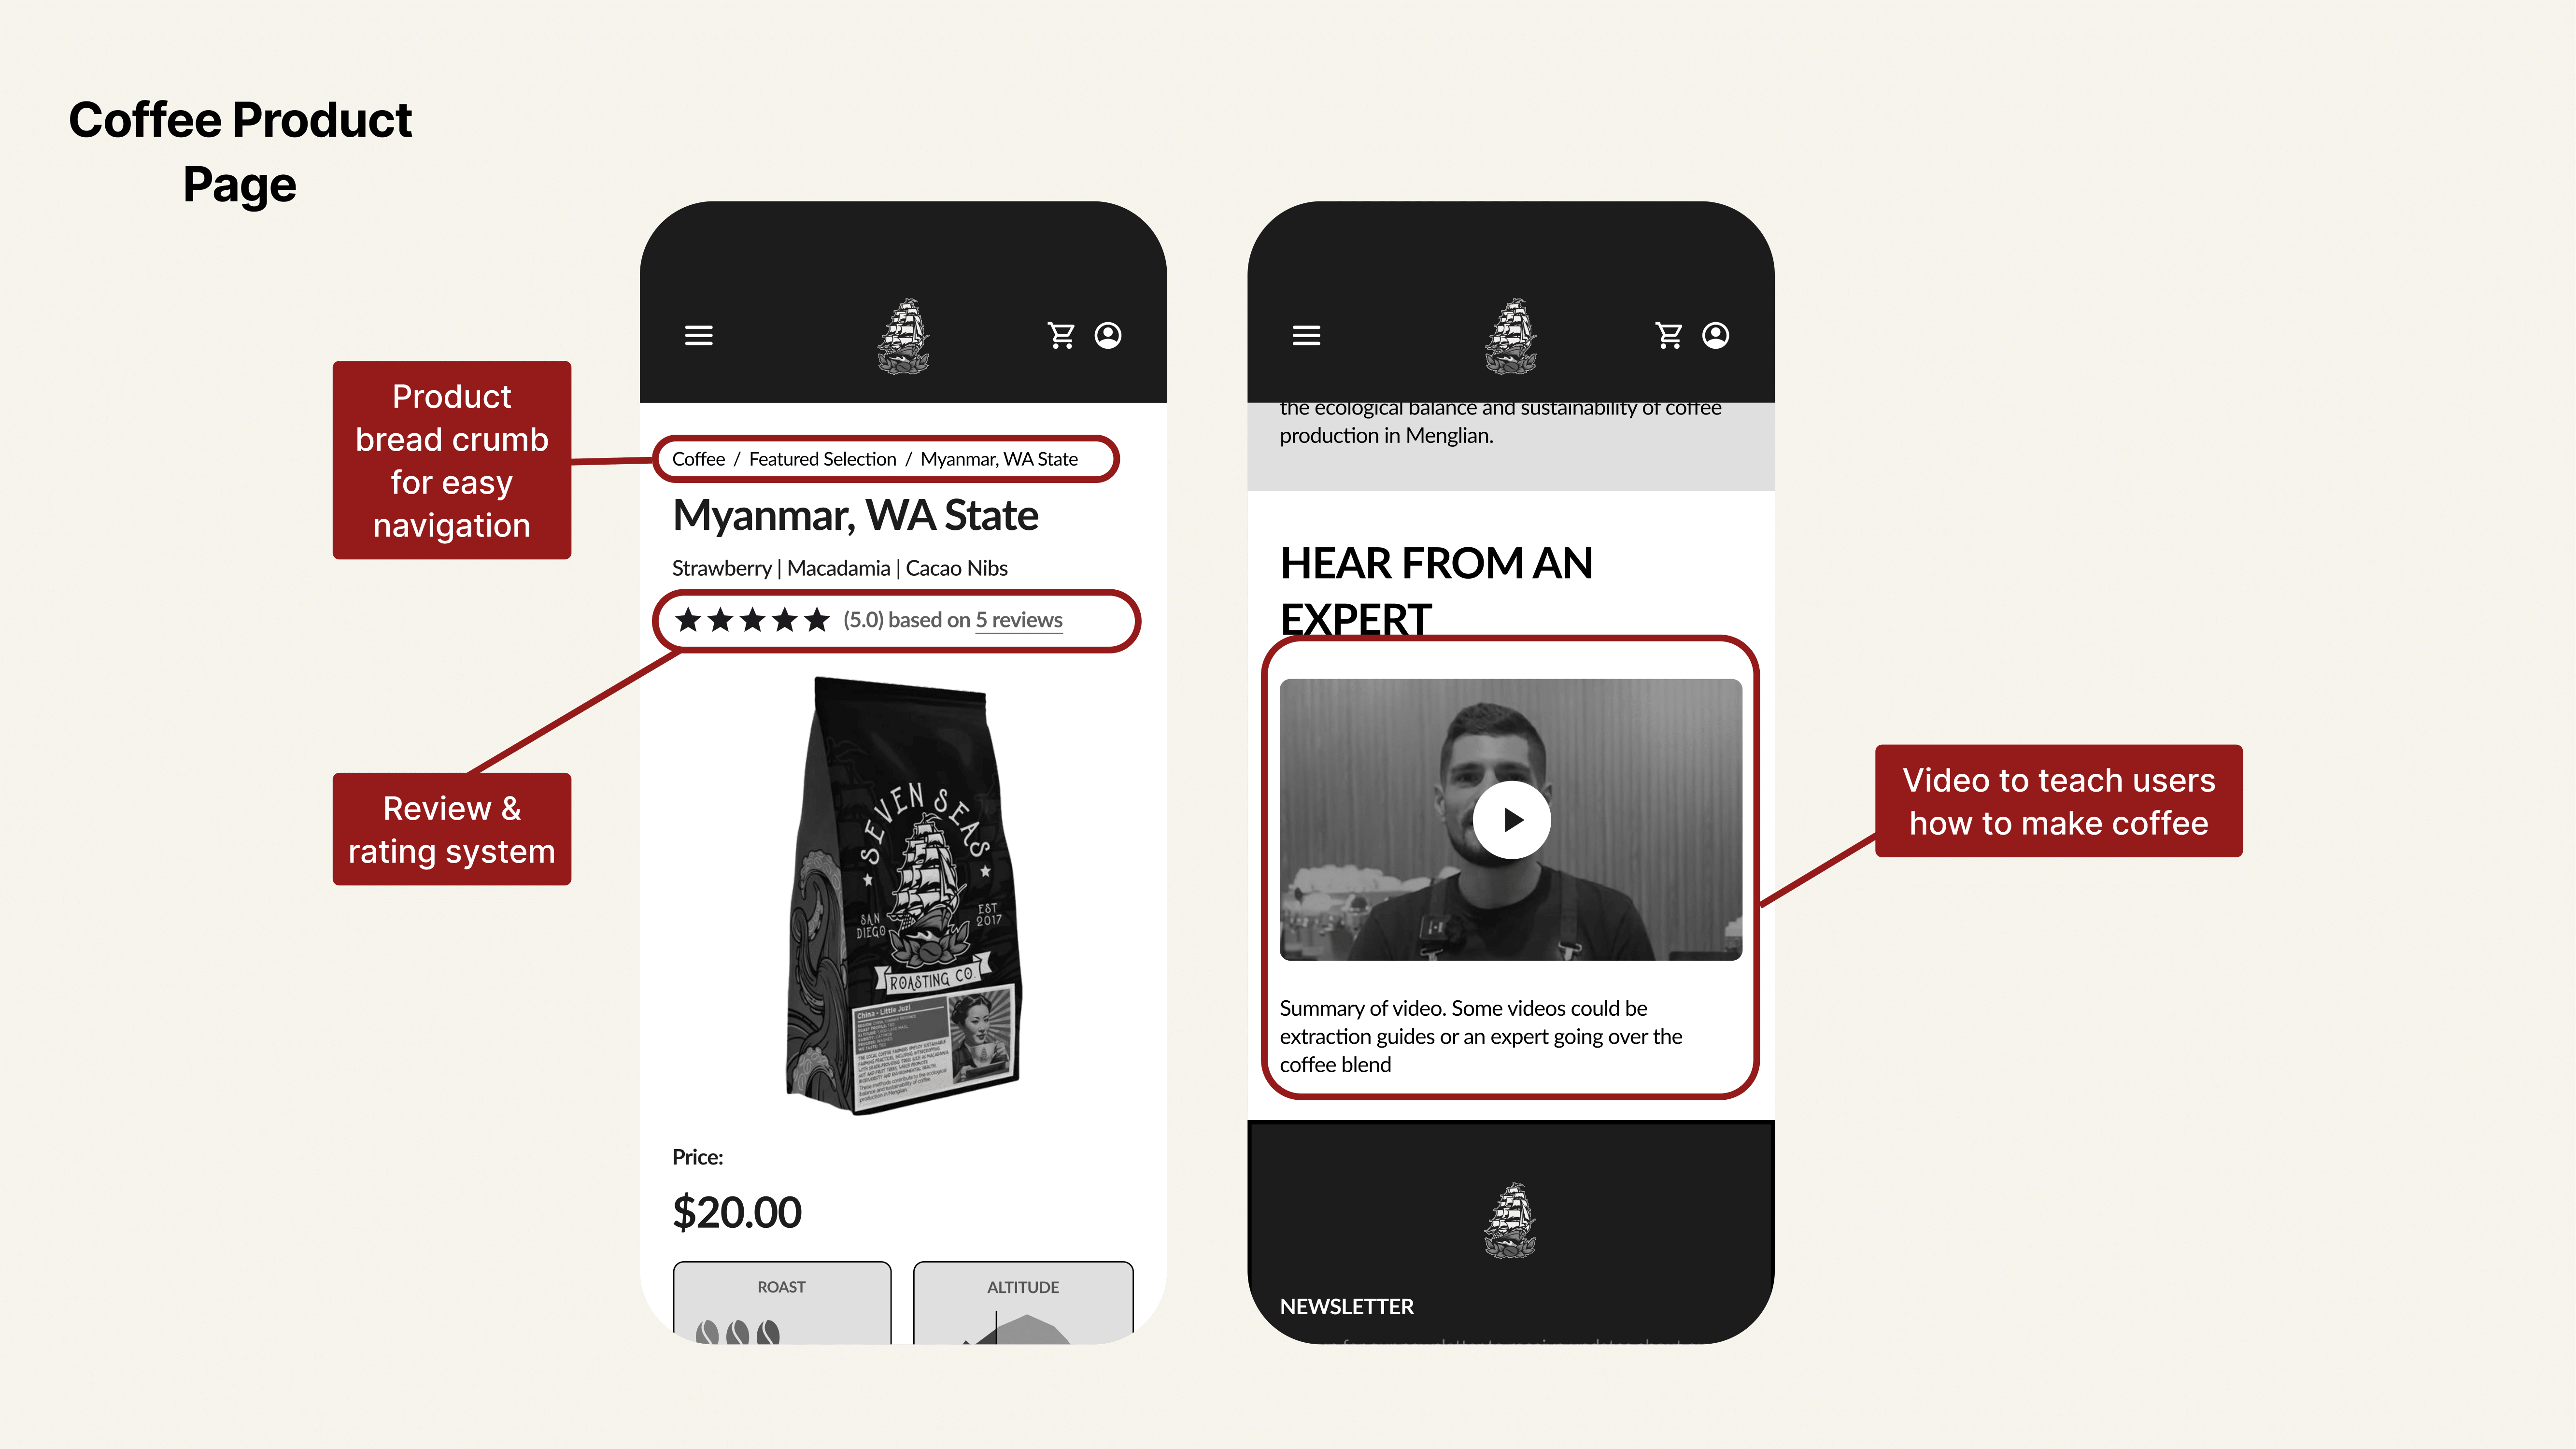 Coffee Product
Page
Product
bread crumb
for easy
navigation
Review &
rating system
Coffee / Featured Selection / Myanmar, WA State
Myanmar, WA State
Strawberry | Macadamia | Cacao Nibs
(5.0) based on 5 reviews
SEVEN SEAS
SAN DIEGO
EST 2017
ROASTING CO.
China - Little Juzi
Price:
$20.00
ROAST
ALTITUDE
the ecological balance and sustainability of coffee
production in Menglian.
HEAR FROM AN
EXPERT
Summary of video. Some videos could be
extraction guides or an expert going over the
coffee blend
NEWSLETTER
Video to teach users
how to make coffee